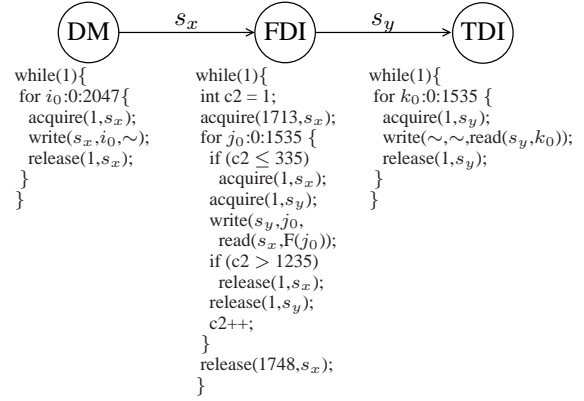 DM s_x FDI s_y TDI
while(1){
for i_0:0:2047{
acquire(1,s_x);
write(s_x,i_0,∼);
release(1,s_x);
}
}
while(1){
int c2 = 1;
acquire(1713,s_x);
for j_0:0:1535 {
if (c2 ≤ 335)
acquire(1,s_x);
acquire(1,s_y);
write(s_y,j_0,
read(s_x,F(j_0));
if (c2 > 1235)
release(1,s_x);
release(1,s_y);
c2++;
}
release(1748,s_x);
}
while(1){
for k_0:0:1535 {
acquire(1,s_y);
write(∼,∼,read(s_y,k_0));
release(1,s_y);
}
}